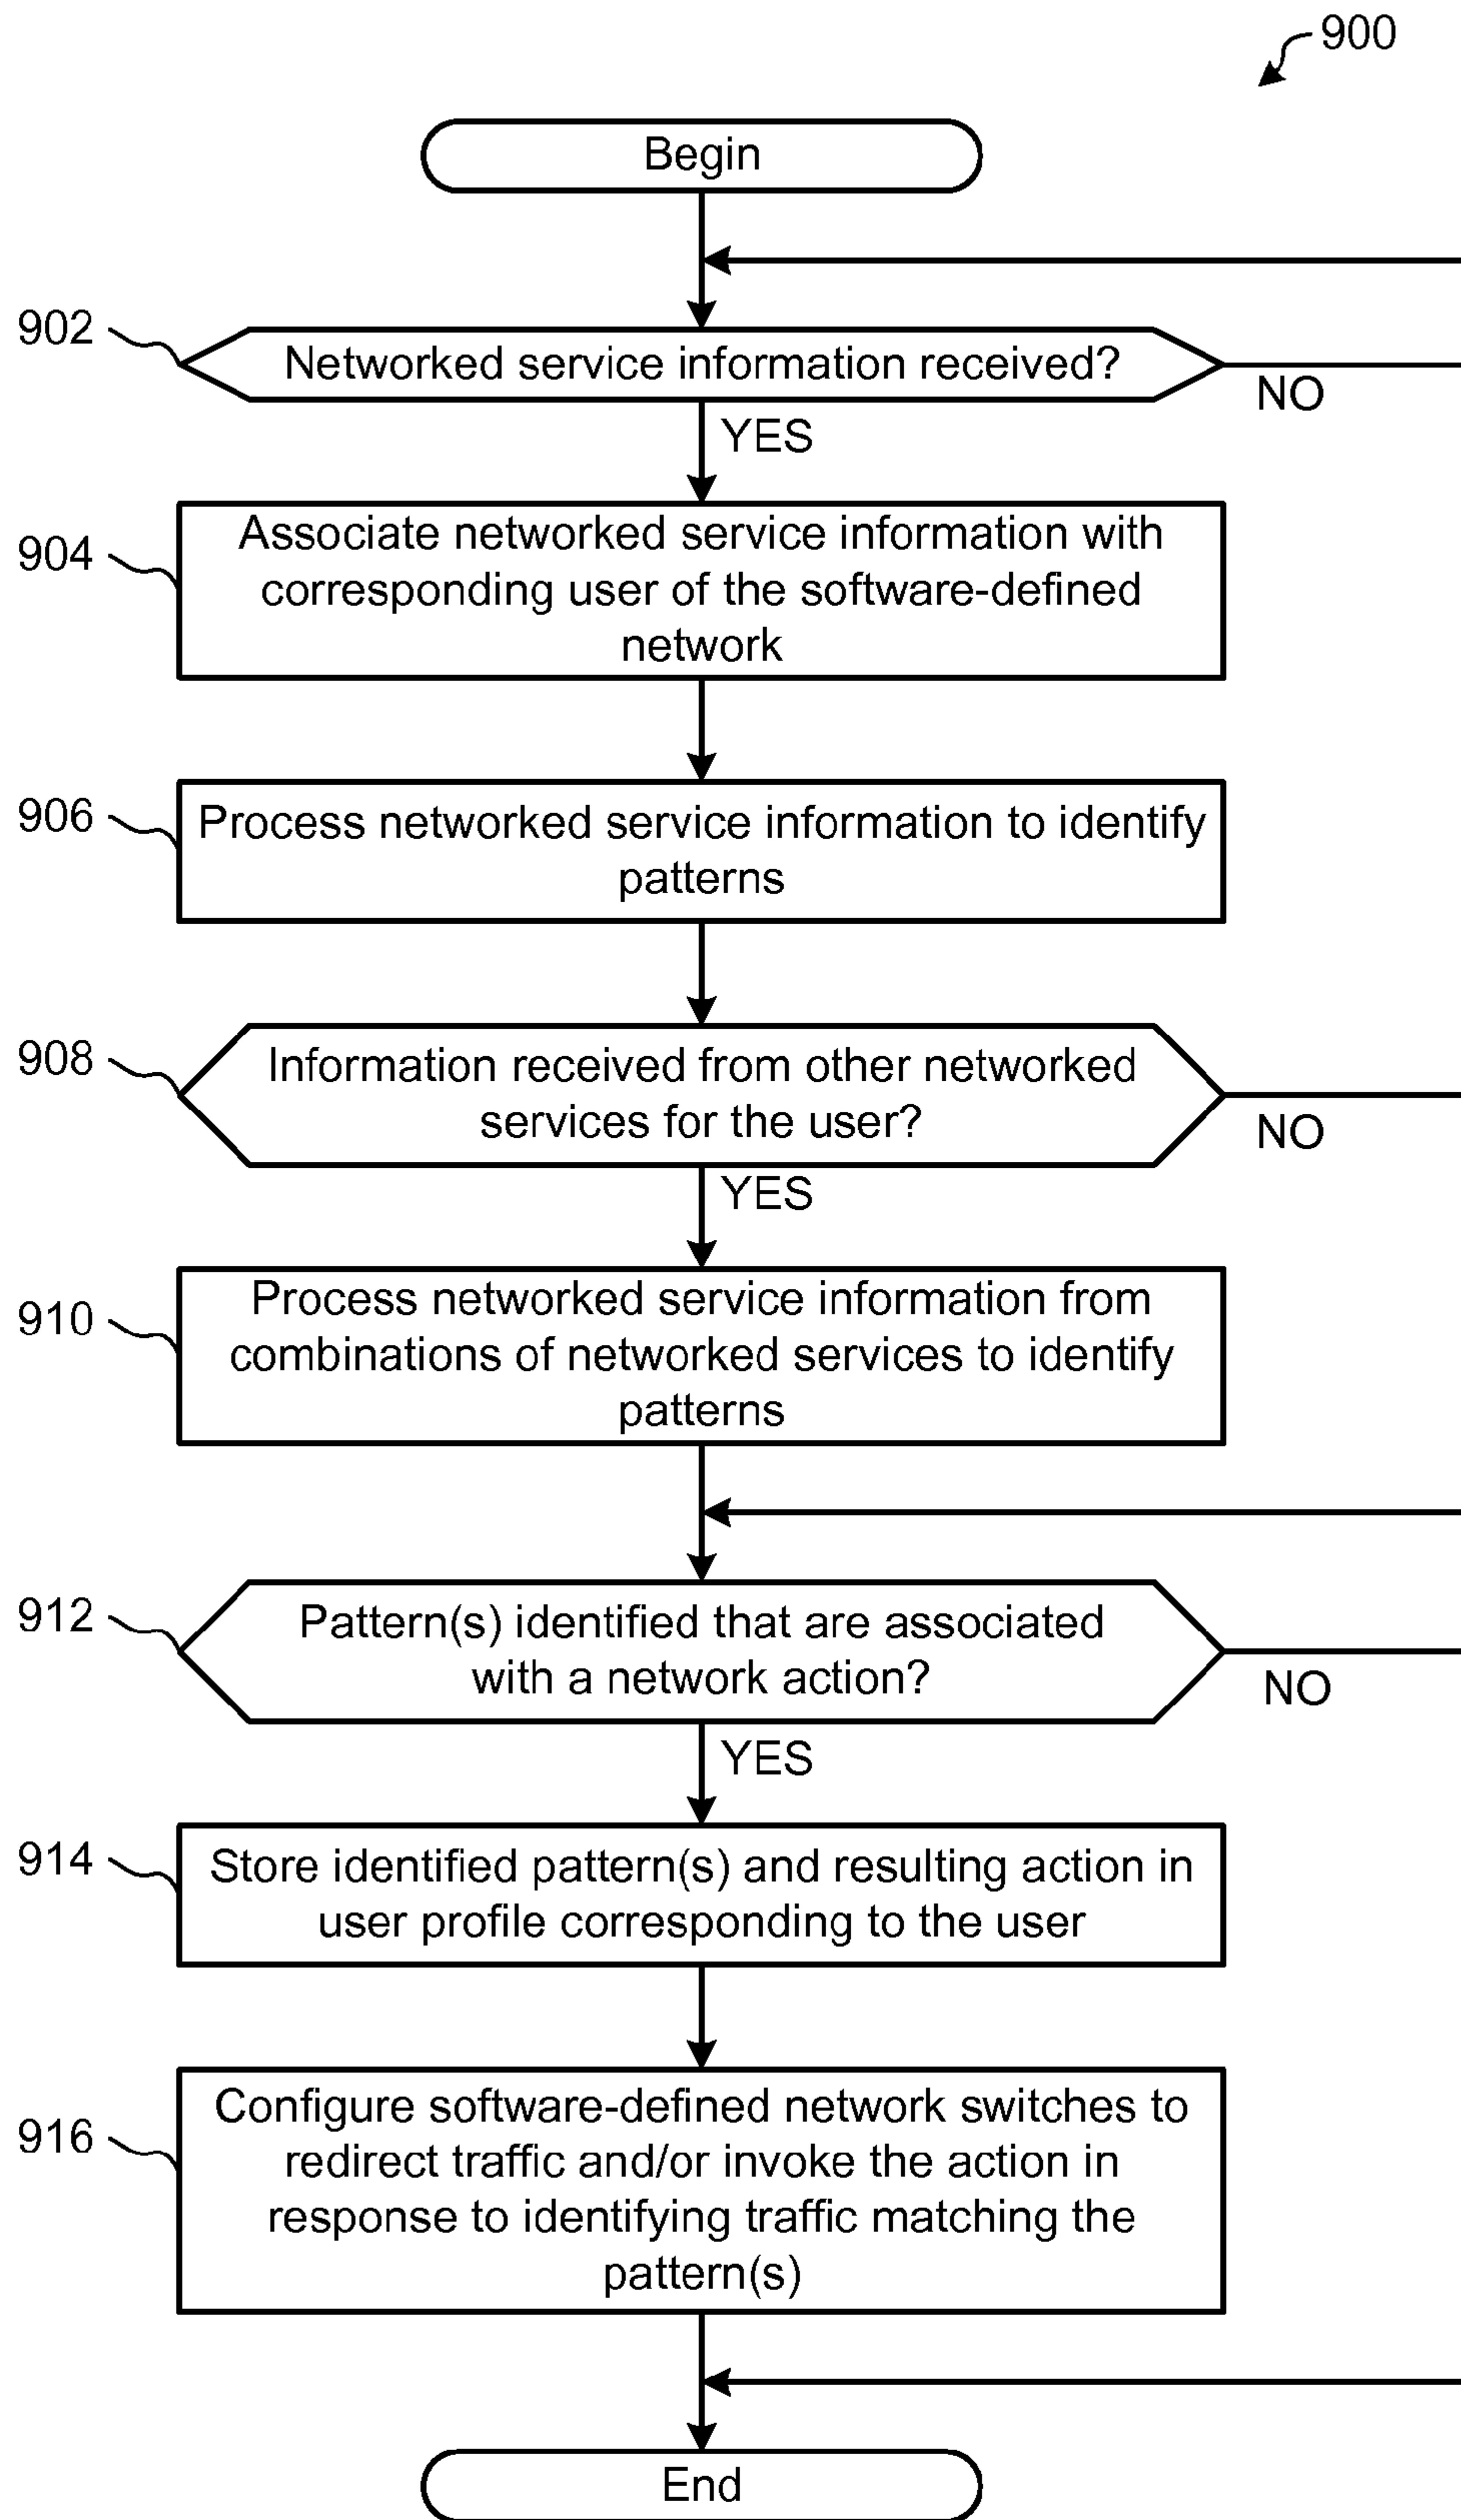 900
Begin
902
Networked service information received?
NO
YES
904
Associate networked service information with
corresponding user of the software-defined
network
906
Process networked service information to identify
patterns
908
Information received from other networked
services for the user?
NO
YES
910
Process networked service information from
combinations of networked services to identify
patterns
912
Pattern(s) identified that are associated
with a network action?
NO
YES
914
Store identified pattern(s) and resulting action in
user profile corresponding to the user
916
Configure software-defined network switches to
redirect traffic and/or invoke the action in
response to identifying traffic matching the
pattern(s)
End